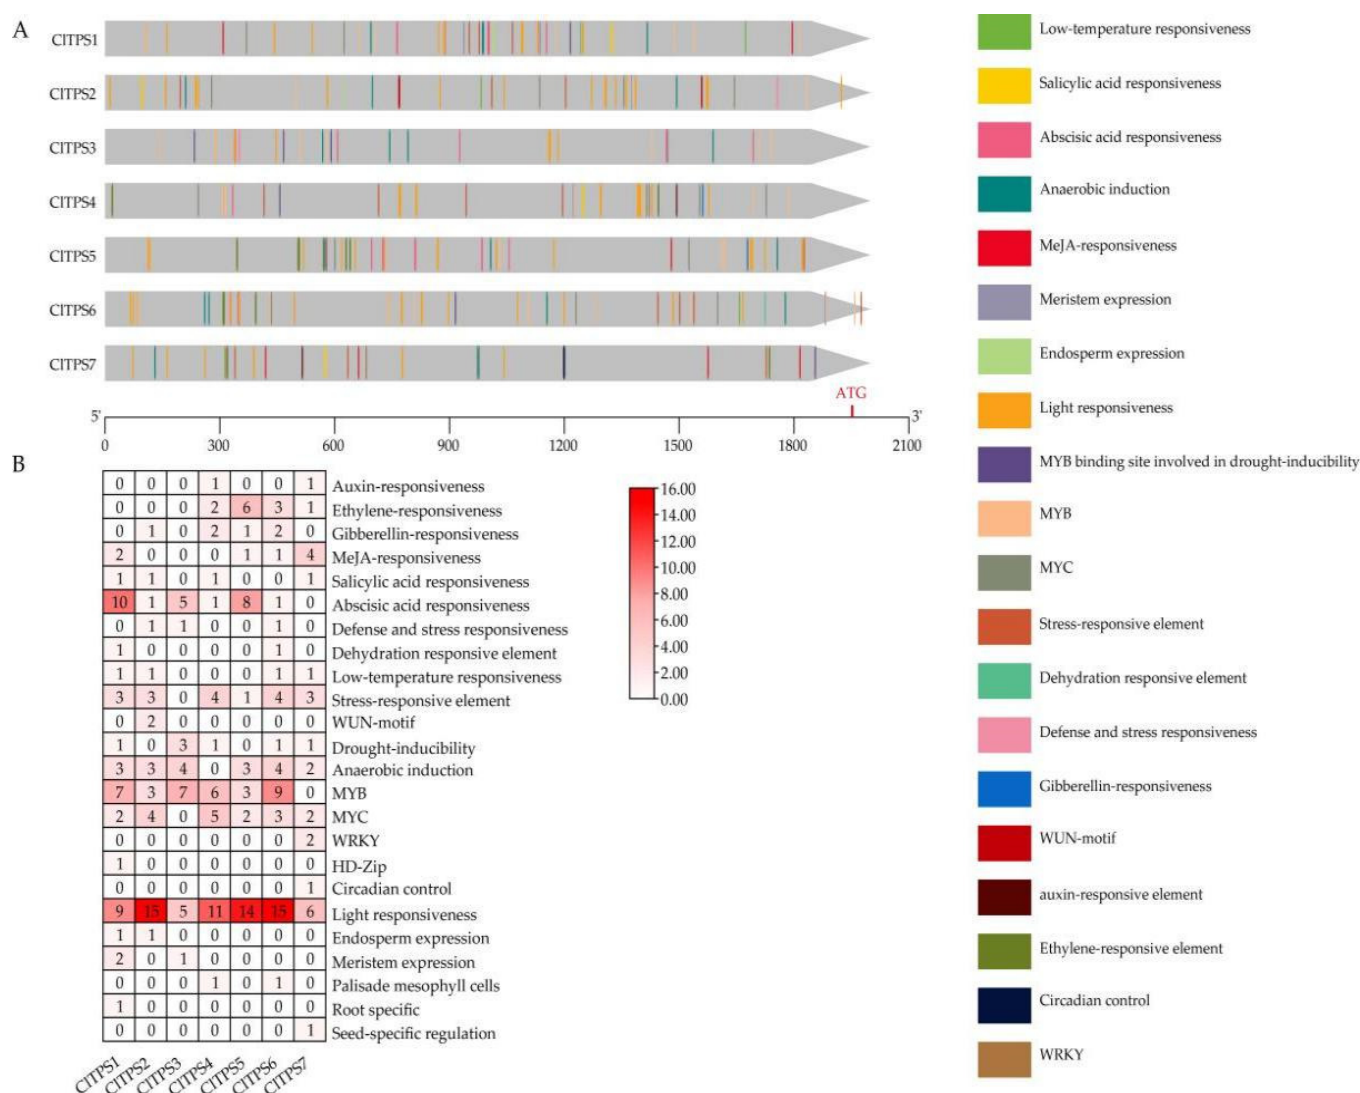 A
ClTPS1
ClTPS2
ClTPS3
ClTPS4
ClTPS5
ClTPS6
ClTPS7
ATG
5' 3'
0 300 600 900 1200 1500 1800 2100
Low-temperature responsiveness
Salicylic acid responsiveness
Abscisic acid responsiveness
Anaerobic induction
MeJA-responsiveness
Meristem expression
Endosperm expression
Light responsiveness
MYB binding site involved in drought-inducibility
MYB
MYC
Stress-responsive element
Dehydration responsive element
Defense and stress responsiveness
Gibberellin-responsiveness
WUN-motif
auxin-responsive element
Ethylene-responsive element
Circadian control
WRKY
B
0 0 0 1 0 0 1 Auxin-responsiveness
0 0 0 2 6 3 1 Ethylene-responsiveness
0 1 0 2 1 2 0 Gibberellin-responsiveness
2 0 0 0 1 1 4 MeJA-responsiveness
1 1 0 1 0 0 1 Salicylic acid responsiveness
10 1 5 1 8 1 0 Abscisic acid responsiveness
0 1 1 0 0 1 0 Defense and stress responsiveness
1 0 0 0 0 1 0 Dehydration responsive element
1 1 0 0 0 1 1 Low-temperature responsiveness
3 3 0 4 1 4 3 Stress-responsive element
0 2 0 0 0 0 0 WUN-motif
1 0 3 1 0 1 1 Drought-inducibility
3 3 4 0 3 4 2 Anaerobic induction
7 3 7 6 3 9 0 MYB
2 4 0 5 2 3 2 MYC
0 0 0 0 0 0 2 WRKY
1 0 0 0 0 0 0 HD-Zip
0 0 0 0 0 0 1 Circadian control
9 15 5 11 14 15 6 Light responsiveness
1 1 0 0 0 0 0 Endosperm expression
2 0 1 0 0 0 0 Meristem expression
0 0 0 1 0 1 0 Palisade mesophyll cells
1 0 0 0 0 0 0 Root specific
0 0 0 0 0 0 1 Seed-specific regulation
ClTPS1 ClTPS2 ClTPS3 ClTPS4 ClTPS5 ClTPS6 ClTPS7
16.00
14.00
12.00
10.00
8.00
6.00
4.00
2.00
0.00